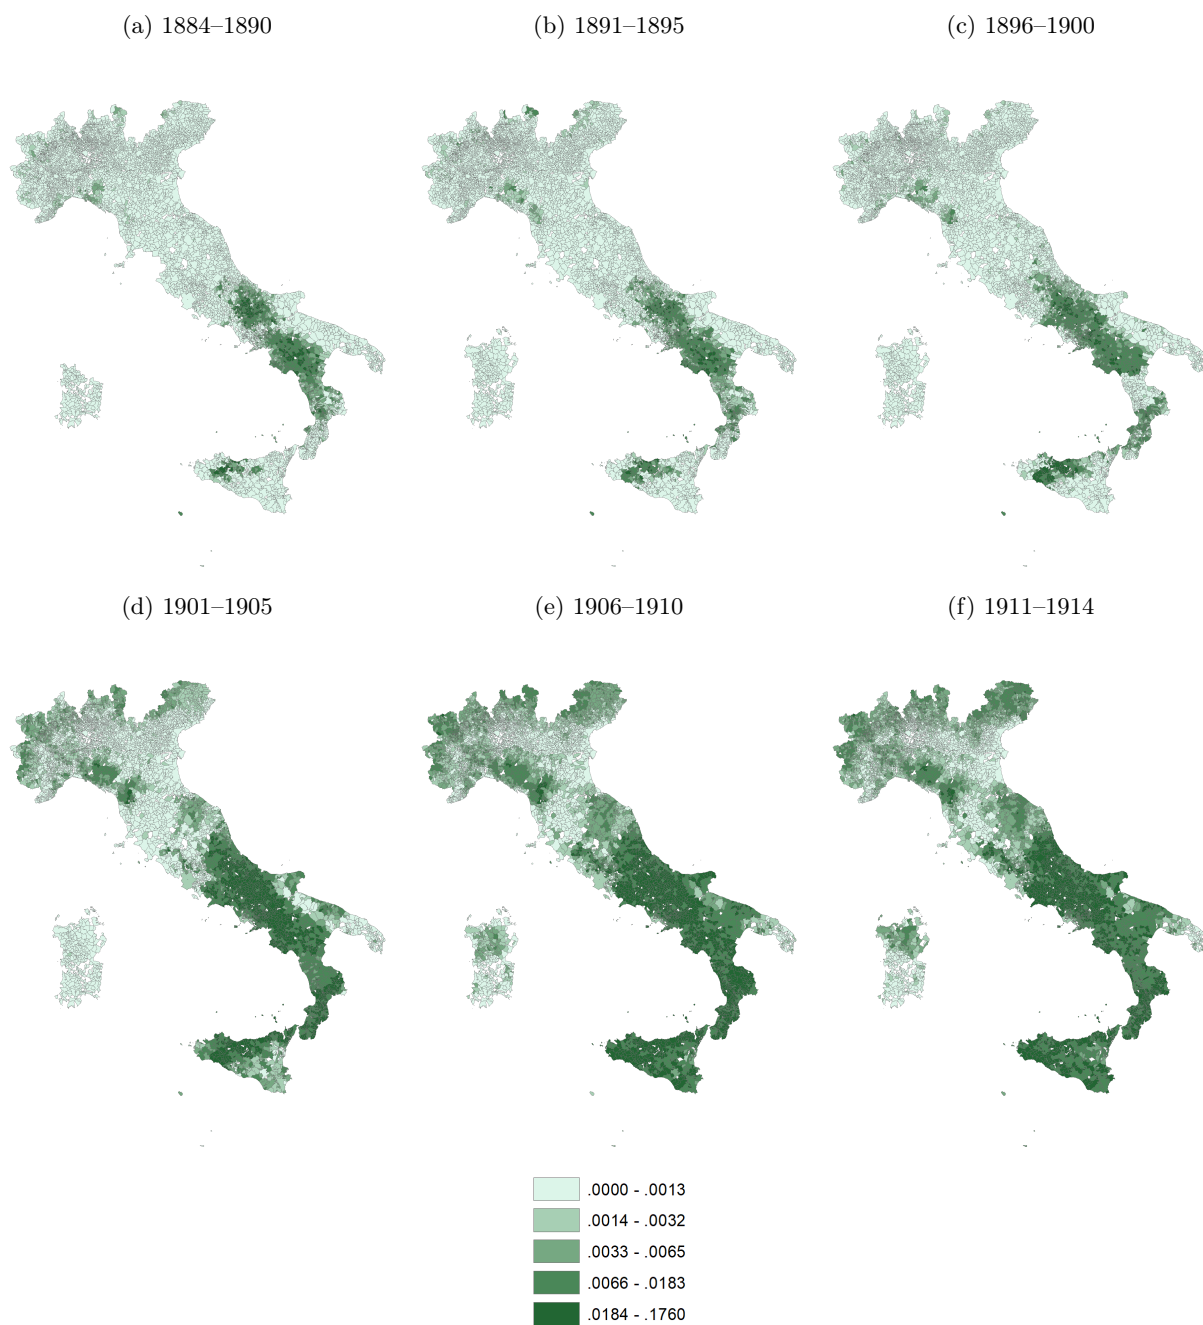 (a) 1884–1890
(b) 1891–1895
(c) 1896–1900
(d) 1901–1905
(e) 1906–1910
(f) 1911–1914
.0000 - .0013
.0014 - .0032
.0033 - .0065
.0066 - .0183
.0184 - .1760